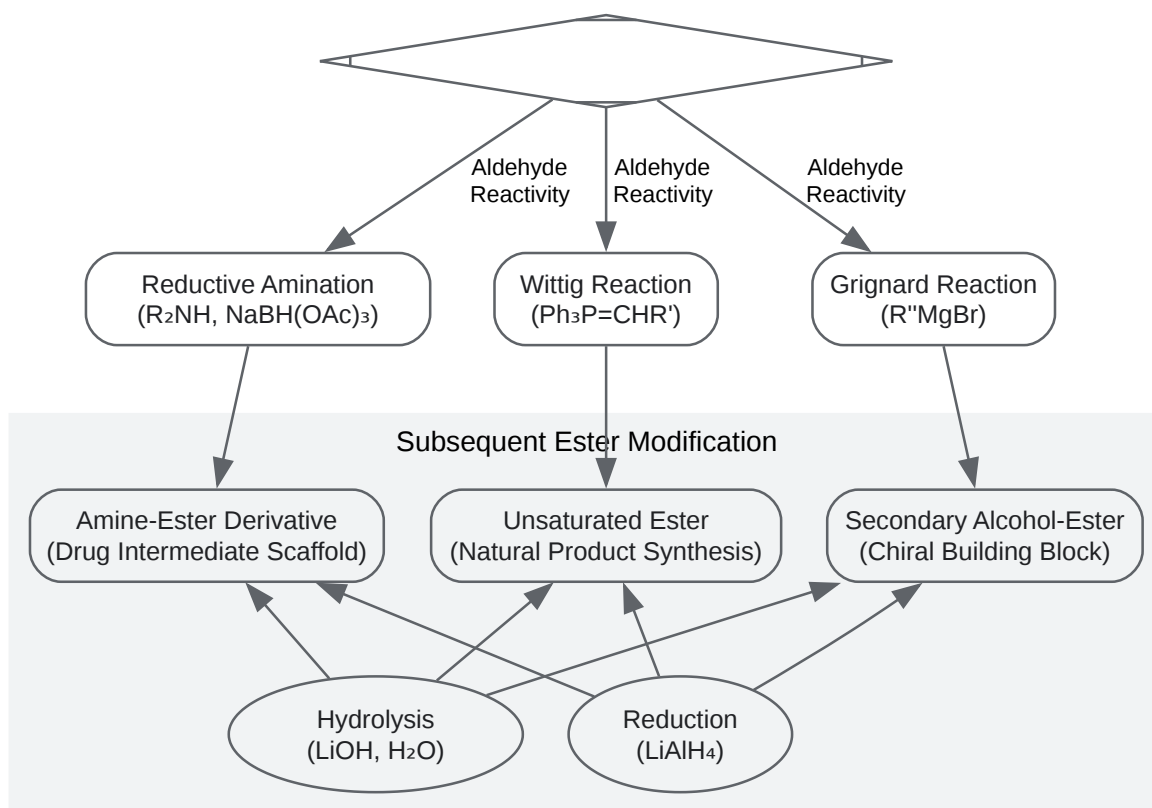 Aldehyde
Reactivity
Aldehyde
Reactivity
Aldehyde
Reactivity
Reductive Amination
(R₂NH, NaBH(OAc)₃)
Wittig Reaction
(Ph₃P=CHR')
Grignard Reaction
(R"MgBr)
Subsequent Ester Modification
Amine-Ester Derivative
(Drug Intermediate Scaffold)
Unsaturated Ester
(Natural Product Synthesis)
Secondary Alcohol-Ester
(Chiral Building Block)
Hydrolysis
(LiOH, H₂O)
Reduction
(LiAlH₄)